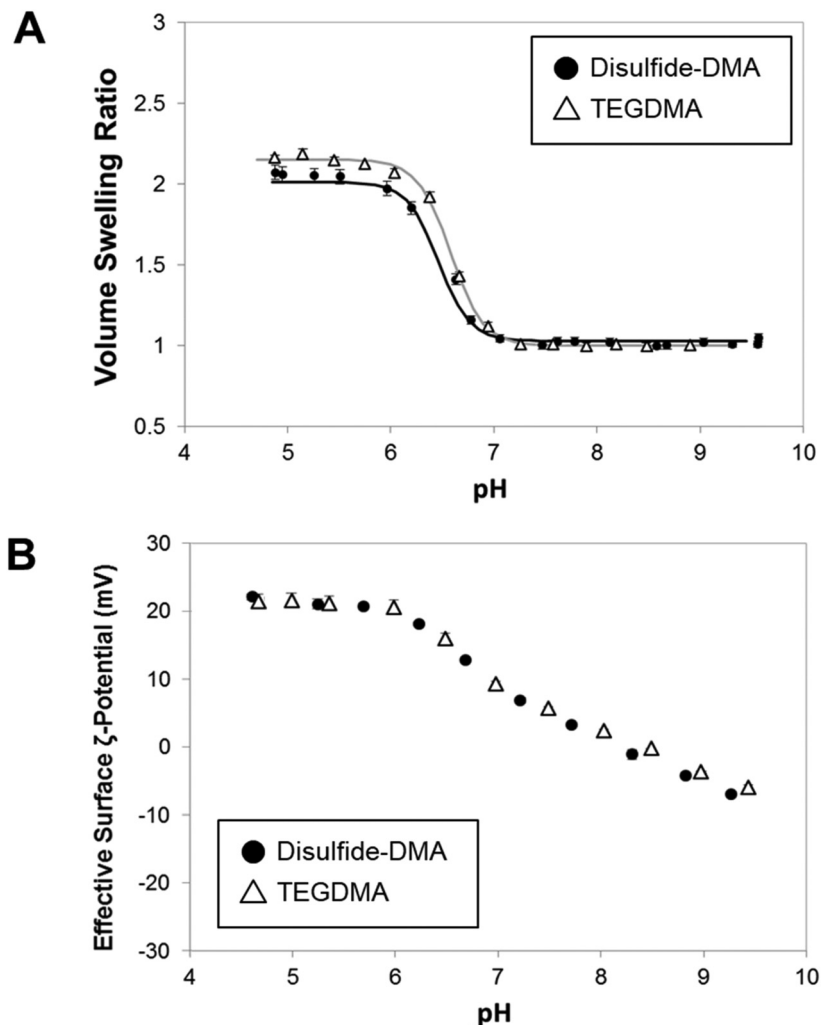 A
3
2.5
2
1.5
1
0.5
Volume Swelling Ratio
Disulfide-DMA
TEGDMA
4 5 6 7 8 9 10
pH
B
30
20
10
0
-10
-20
-30
Effective Surface ζ-Potential (mV)
Disulfide-DMA
TEGDMA
4 5 6 7 8 9 10
pH